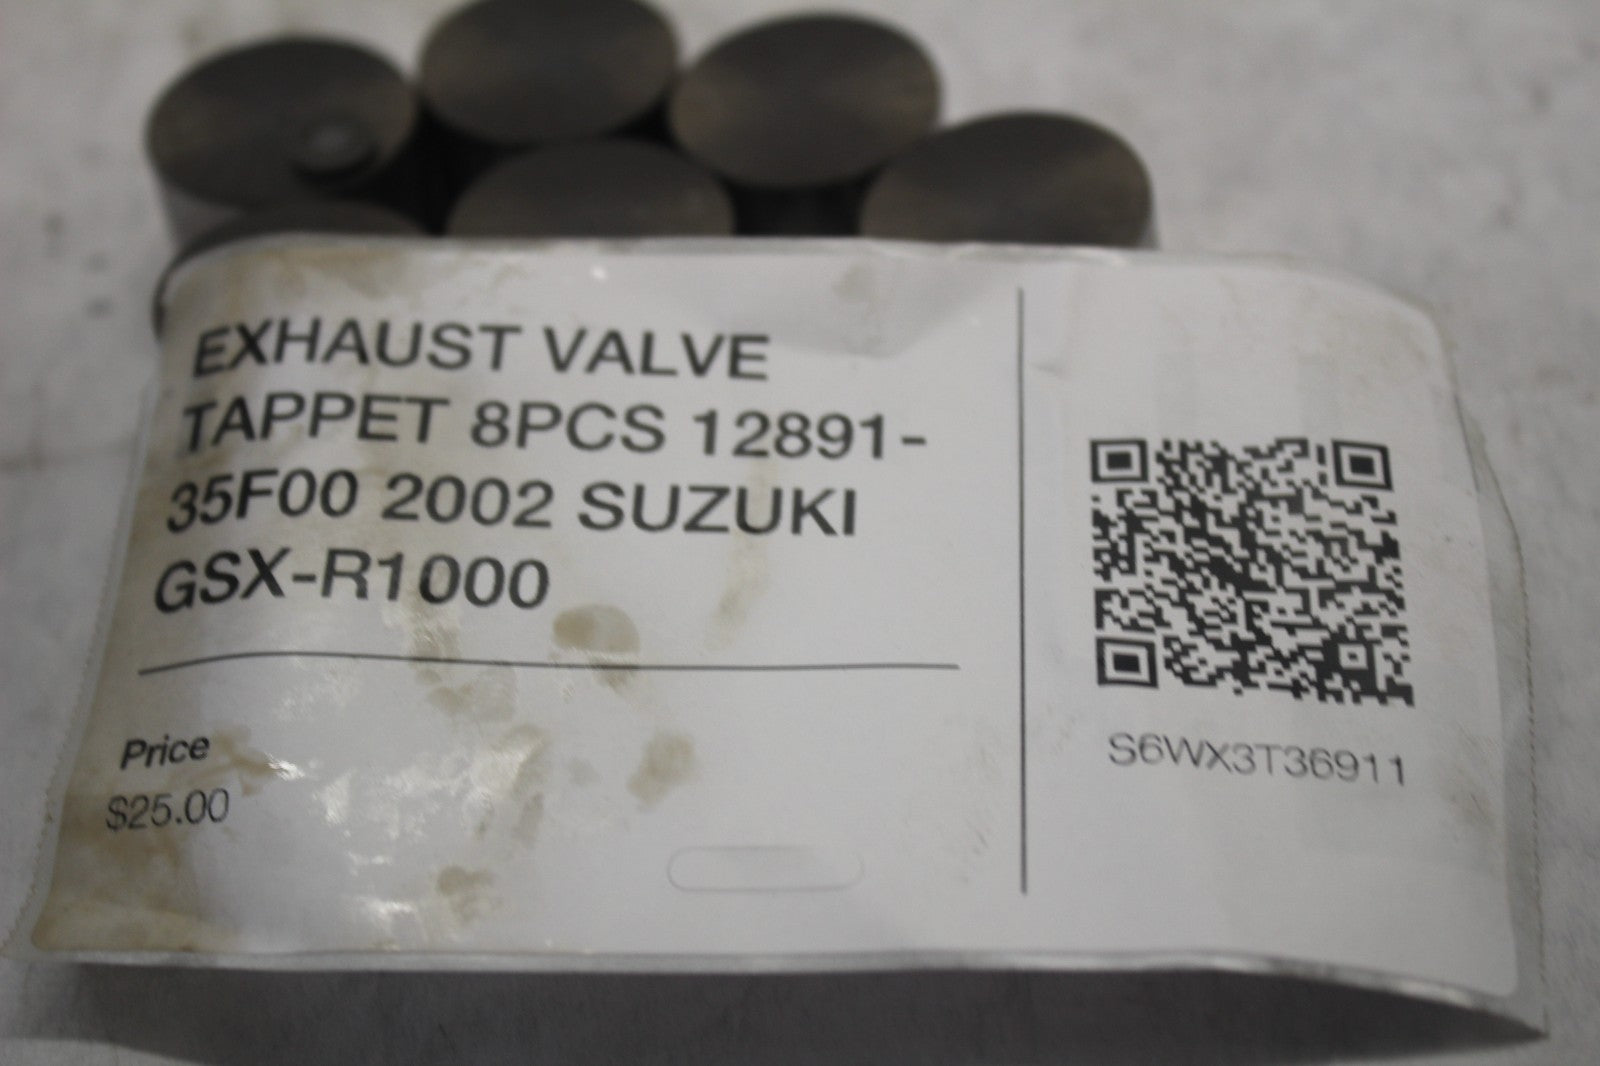 EXHAUST VALVE
TAPPET 8PCS 12891-
35F00 2002 SUZUKI
GSX-R1000
Price
$25.00
S6WX3T36911